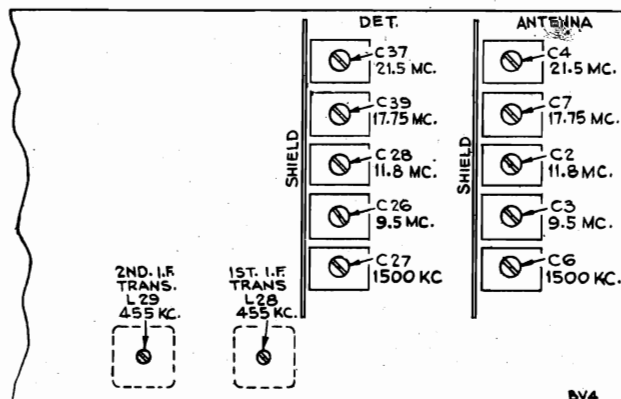 DET.
ANTENNA
C37
21.5 MC.
C39
17.75 MC.
C28
11.8 MC.
C26
9.5 MC.
C27
1500 KC
SHIELD
C4
21.5 MC.
C7
17.75 MC.
C2
11.8 MC.
C3
9.5 MC.
C6
1500 KC
SHIELD
2ND. I.F.
TRANS.
L29
455 KC.
1ST. I.F.
TRANS
L28
455 KC.
BV4